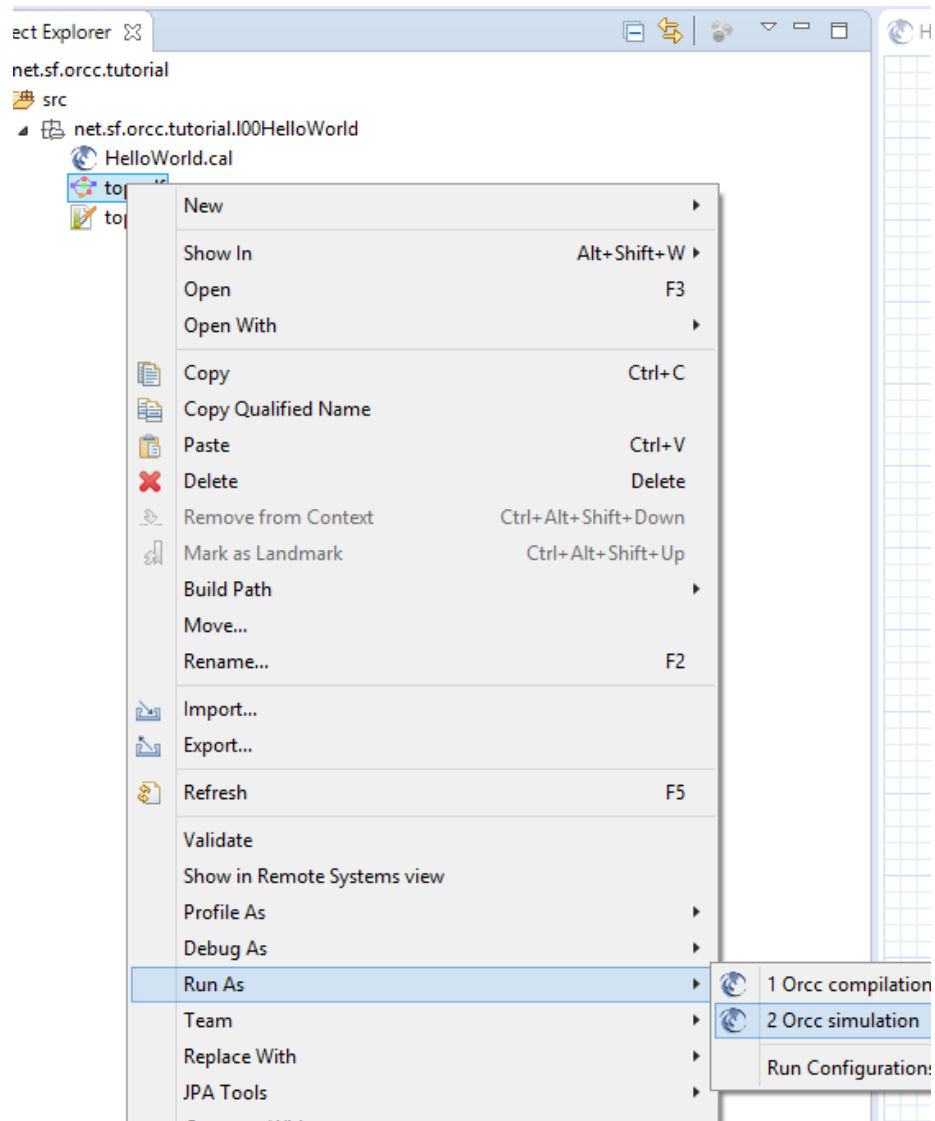 ect Explorer
H
net.sf.orcc.tutorial
src
net.sf.orcc.tutorial.l00HelloWorld
HelloWorld.cal
New
Show In Alt+Shift+W
Open F3
Open With
Copy Ctrl+C
Copy Qualified Name
Paste Ctrl+V
Delete Delete
Remove from Context Ctrl+Alt+Shift+Down
Mark as Landmark Ctrl+Alt+Shift+Up
Build Path
Move...
Rename... F2
Import...
Export...
Refresh F5
Validate
Show in Remote Systems view
Profile As
Debug As
Run As
1 Orcc compilation
Team
2 Orcc simulation
Replace With
Run Configurations
JPA Tools